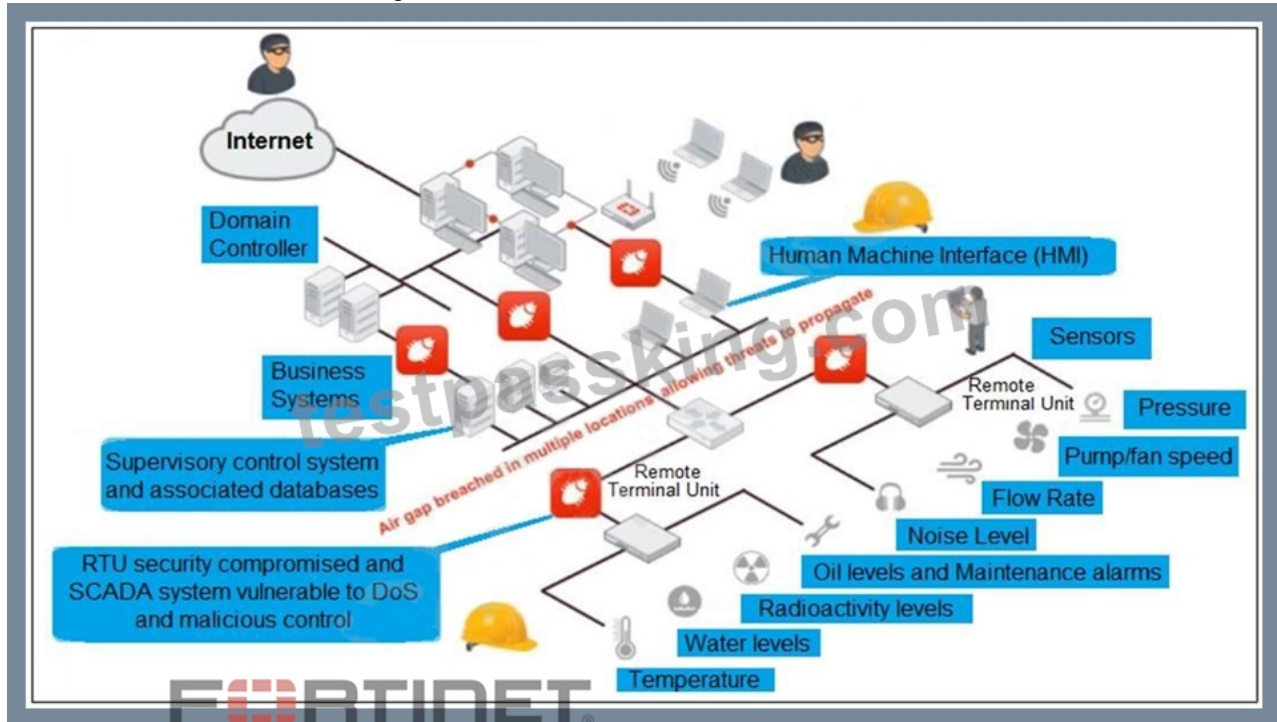 Internet
Domain
Controller
Human Machine Interface (HMI)
Air gap breached in multiple locations allowing threats to propagate
Sensors
Business
Systems
Remote
Terminal Unit
Pressure
Pump/fan speed
Supervisory control system
and associated databases
Remote
Terminal Unit
Flow Rate
Noise Level
RTU security compromised and
SCADA system vulnerable to DoS
and malicious control
Oil levels and Maintenance alarms
Radioactivity levels
Water levels
Temperature
testpassking.com
FORTINET®